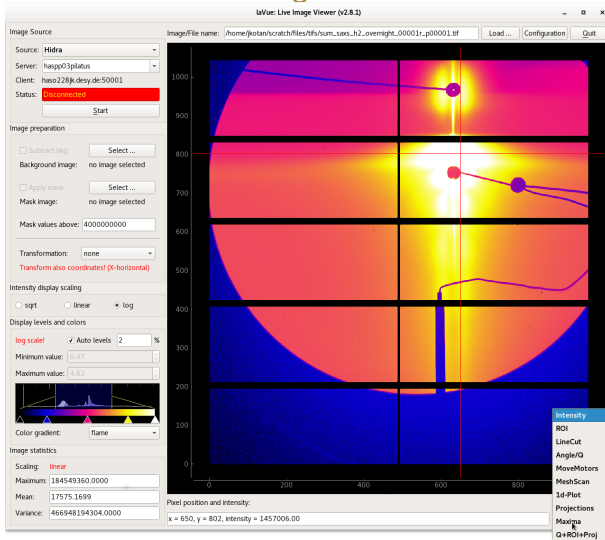 laVue: Live Image Viewer (v2.8.1)
Image Source
Source: Hidra
Server: haspp03pilatus
Client: haso228jk.desy.de:50001
Status: Disconnected
Start
Image preparation
Subtract bkg Select ...
Background image: no image selected
Apply mask Select ...
Mask image: no image selected
Mask values above: 4000000000
Transformation: none
Transform also coordinates! (X-horizontal)
Intensity display scaling
sqrt linear log
Display levels and colors
log scale! Auto levels 2 %
Minimum value: 0.47
Maximum value: 4.82
Color gradient: flame
Image statistics
Scaling: linear
Maximum: 184549360.0000
Mean: 17575.1699
Variance: 466948194304.0000
Image/File name: /home/jkotan/scratch/files/tifs/sum_saxs_h2_overnight_00001r_p00001.tif Load ... Configuration Quit
1000
900
800
700
600
500
400
300
200
100
0
0 200 400 600 800
Pixel position and intensity:
x = 650, y = 802, intensity = 1457006.00
Intensity
ROI
LineCut
Angle/Q
MoveMotors
MeshScan
1d-Plot
Projections
Maxima
Q+ROI+Proj